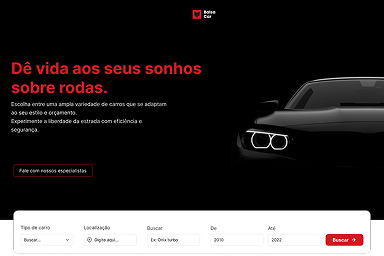 Balsa
Car
Dê vida aos seus sonhos
sobre rodas.
Escolha entre uma ampla variedade de carros que se adaptam
ao seu estilo e orçamento.
Experimente a liberdade da estrada com eficiência e
segurança.
Fale com nossos especialistas
Tipo de carro
Localização
Buscar
De
Até
Buscar...
Digite aqui...
Ex: Onix turbo
2010
2022
Buscar